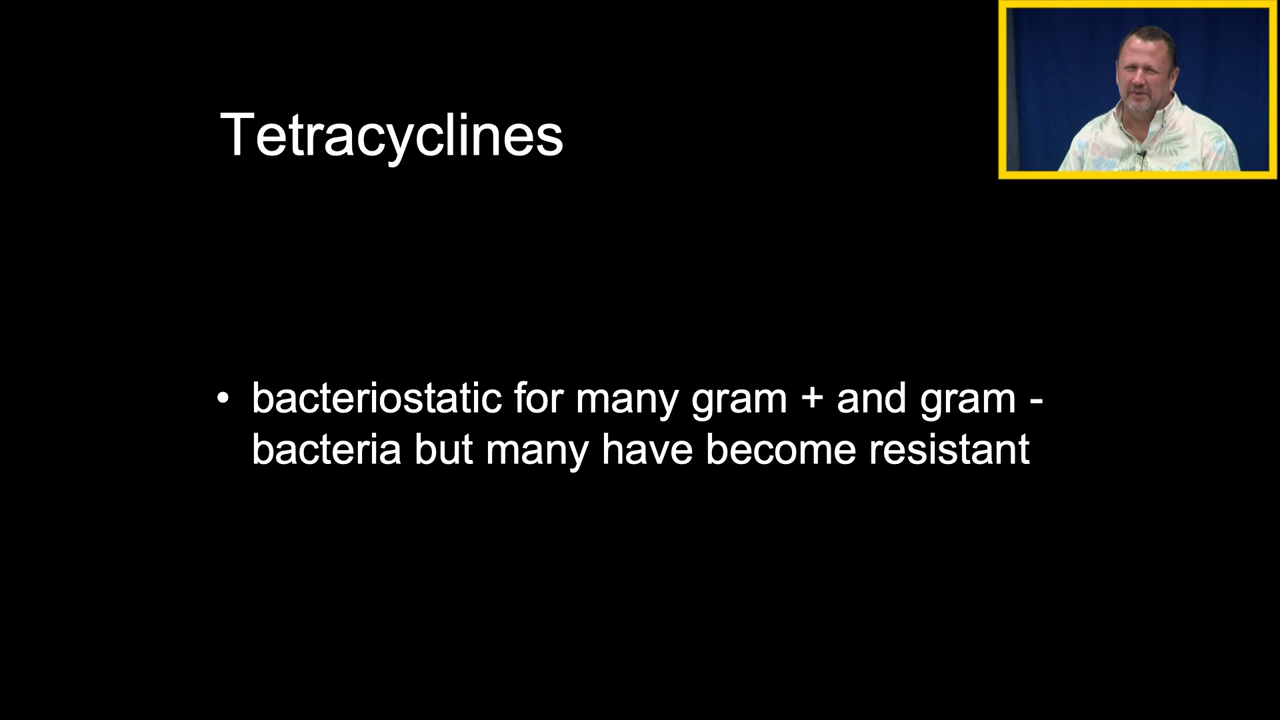 Tetracyclines
• bacteriostatic for many gram + and gram -
bacteria but many have become resistant